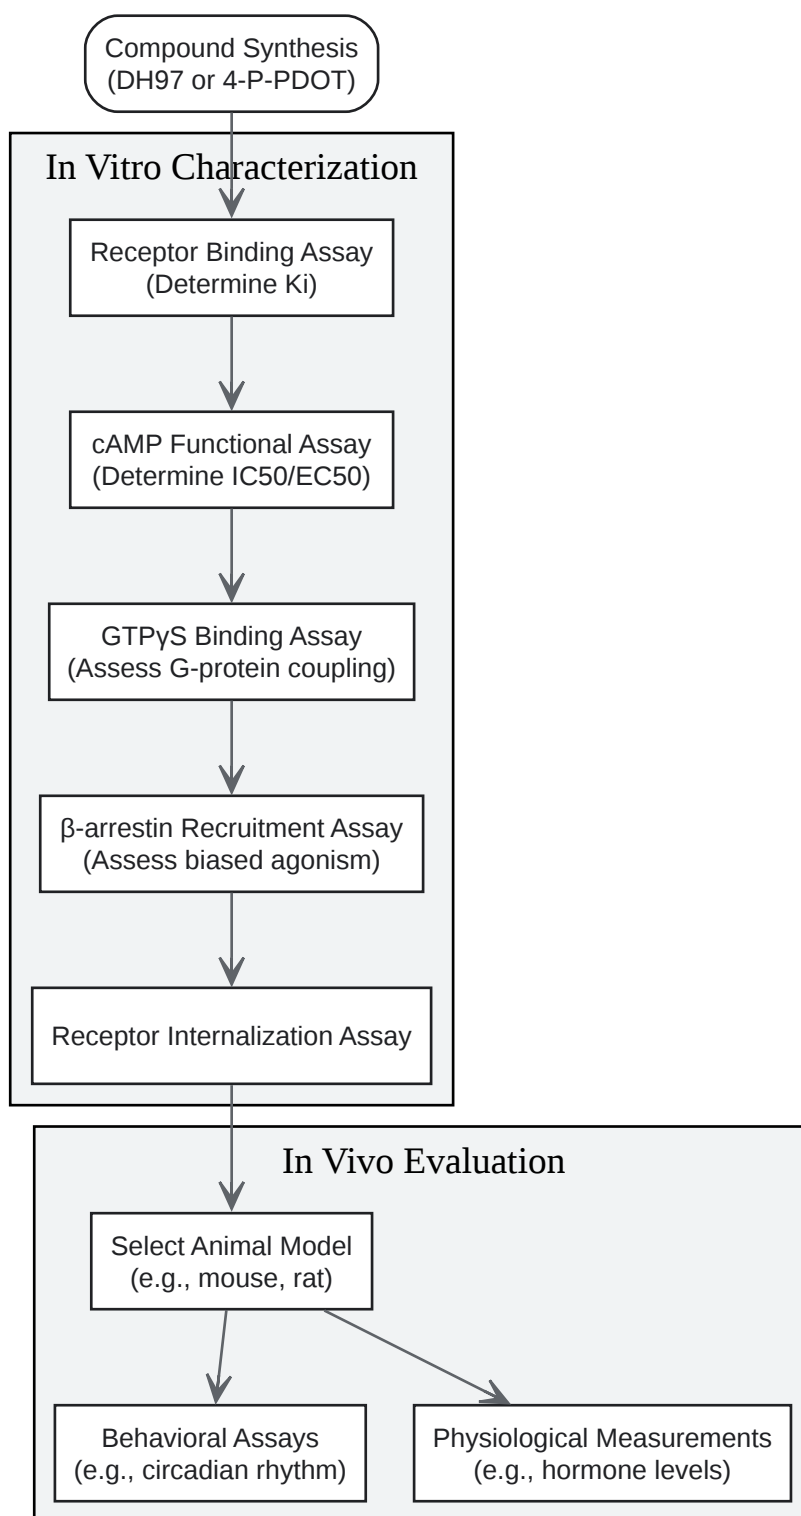 Compound Synthesis
(DH97 or 4-P-PDOT)
In Vitro Characterization
Receptor Binding Assay
(Determine Ki)
cAMP Functional Assay
(Determine IC50/EC50)
GTPγS Binding Assay
(Assess G-protein coupling)
β-arrestin Recruitment Assay
(Assess biased agonism)
Receptor Internalization Assay
In Vivo Evaluation
Select Animal Model
(e.g., mouse, rat)
Behavioral Assays
(e.g., circadian rhythm)
Physiological Measurements
(e.g., hormone levels)